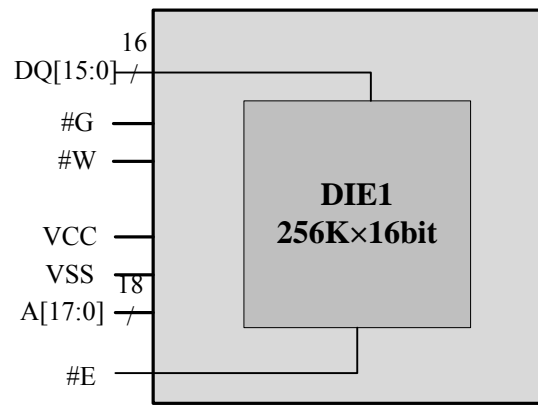 16
DQ[15:0]
#G
#W
DIE1
256K×16bit
VCC
VSS
18
A[17:0]
#E